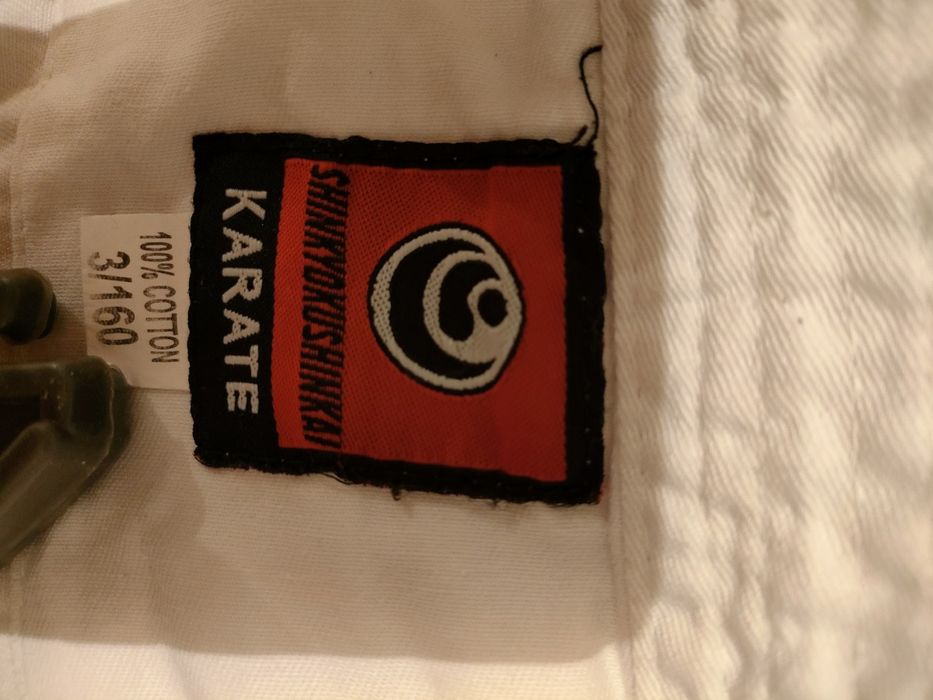 SHINKYOKUSHINKAI
KARATE
100% COTTON
3/160